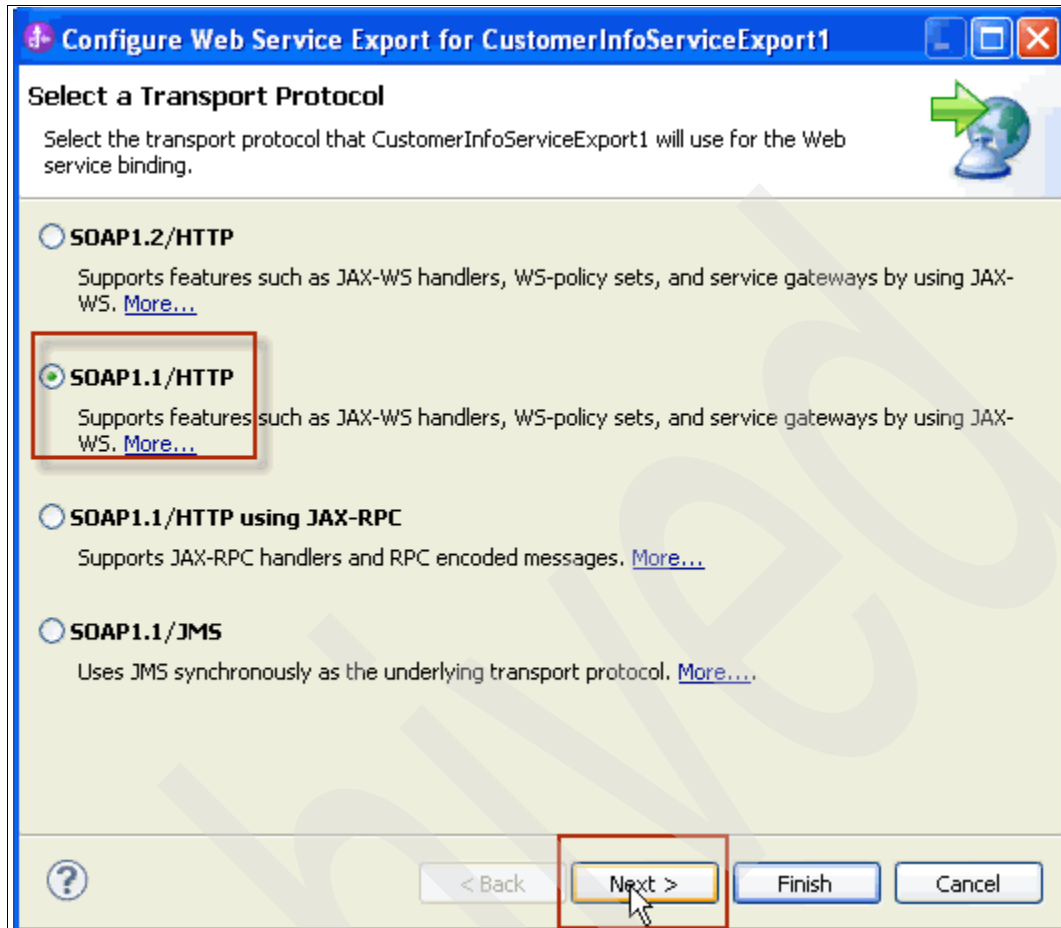 Configure Web Service Export for CustomerInfoServiceExport1
Select a Transport Protocol
Select the transport protocol that CustomerInfoServiceExport1 will use for the Web
service binding.
SOAP1.2/HTTP
Supports features such as JAX-WS handlers, WS-policy sets, and service gateways by using JAX-
WS. More...
SOAP1.1/HTTP
Supports features such as JAX-WS handlers, WS-policy sets, and service gateways by using JAX-
WS. More...
SOAP1.1/HTTP using JAX-RPC
Supports JAX-RPC handlers and RPC encoded messages. More...
SOAP1.1/JMS
Uses JMS synchronously as the underlying transport protocol. More....
? < Back Next > Finish Cancel